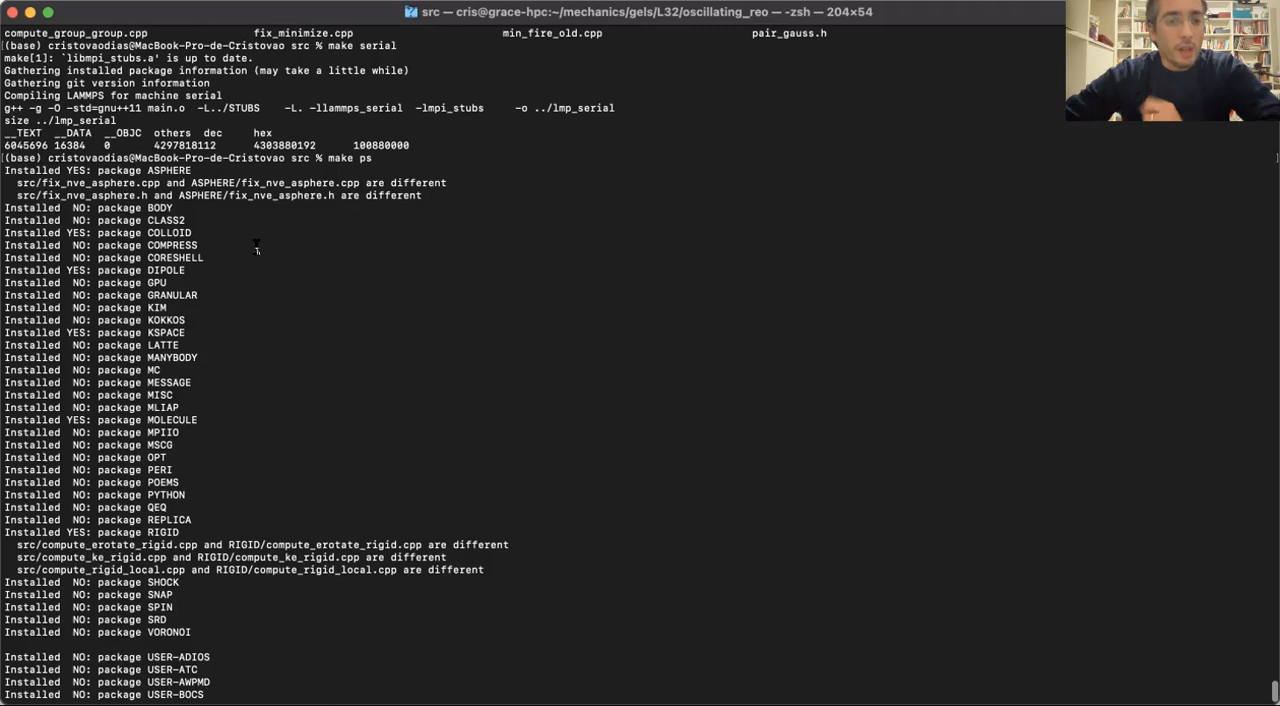 src — cris@grace-hpc:~/mechanics/gels/L32/oscillating_reo — -zsh — 204×54
compute_group_group.cpp fix_minimize.cpp min_fire_old.cpp pair_gauss.h
[(base) cristovaodias@MacBook-Pro-de-Cristovao src % make serial
make[1]: `libmpi_stubs.a' is up to date.
Gathering installed package information (may take a little while)
Gathering git version information
Compiling LAMMPS for machine serial
g++ -g -O -std=gnu++11 main.o -L../STUBS -L. -llammps_serial -lmpi_stubs -o ../lmp_serial
size ../lmp_serial
__TEXT __DATA __OBJC others dec hex
6045696 16384 0 4297818112 4303880192 100880000
[(base) cristovaodias@MacBook-Pro-de-Cristovao src % make ps ]
Installed YES: package ASPHERE
src/fix_nve_asphere.cpp and ASPHERE/fix_nve_asphere.cpp are different
src/fix_nve_asphere.h and ASPHERE/fix_nve_asphere.h are different
Installed NO: package BODY
Installed NO: package CLASS2
Installed YES: package COLLOID
Installed NO: package COMPRESS
Installed NO: package CORESHELL
Installed YES: package DIPOLE
Installed NO: package GPU
Installed NO: package GRANULAR
Installed NO: package KIM
Installed NO: package KOKKOS
Installed YES: package KSPACE
Installed NO: package LATTE
Installed NO: package MANYBODY
Installed NO: package MC
Installed NO: package MESSAGE
Installed NO: package MISC
Installed NO: package MLIAP
Installed YES: package MOLECULE
Installed NO: package MPIIO
Installed NO: package MSCG
Installed NO: package OPT
Installed NO: package PERI
Installed NO: package POEMS
Installed NO: package PYTHON
Installed NO: package QEQ
Installed NO: package REPLICA
Installed YES: package RIGID
src/compute_erotate_rigid.cpp and RIGID/compute_erotate_rigid.cpp are different
src/compute_ke_rigid.cpp and RIGID/compute_ke_rigid.cpp are different
src/compute_rigid_local.cpp and RIGID/compute_rigid_local.cpp are different
Installed NO: package SHOCK
Installed NO: package SNAP
Installed NO: package SPIN
Installed NO: package SRD
Installed NO: package VORONOI
Installed NO: package USER-ADIOS
Installed NO: package USER-ATC
Installed NO: package USER-AWPMD
Installed NO: package USER-BOCS